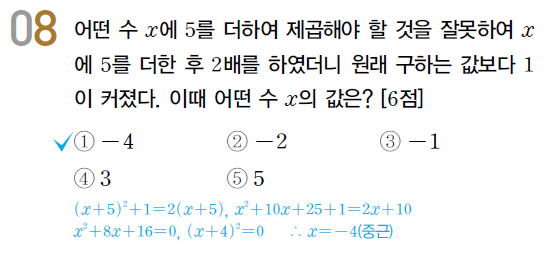 08 어떤 수 x에 5를 더하여 제곱해야 할 것을 잘못하여 x
에 5를 더한 후 2배를 하였더니 원래 구하는 값보다 1
이 커졌다. 이때 어떤 수 x의 값은? [6점]
① -4 ② -2 ③ -1
④ 3 ⑤ 5
(x+5)²+1=2(x+5), x²+10x+25+1=2x+10
x²+8x+16=0, (x+4)²=0 ∴ x=-4(중근)